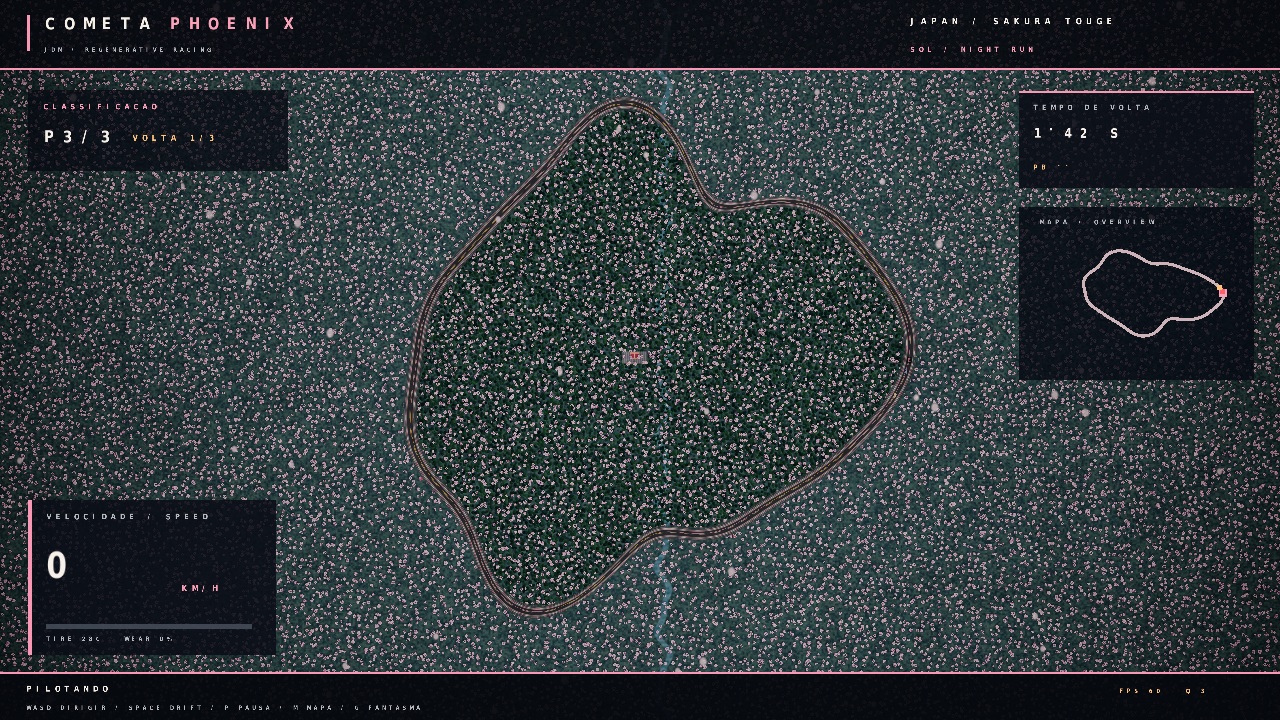 COMETA PHOENIX
JDM · REGENERATIVE RACING
JAPAN / SAKURA TOUGE
SOL / NIGHT RUN
CLASSIFICACAO
P3/3 VOLTA 1/3
TEMPO DE VOLTA
1'42 S
PB --
MAPA · OVERVIEW
VELOCIDADE / SPEED
0
KM/H
TIRE 28C WEAR 0%
PILOTANDO
WASD DIRIGIR / SPACE DRIFT / P PAUSA · M MAPA / G FANTASMA
FPS 60 Q 3